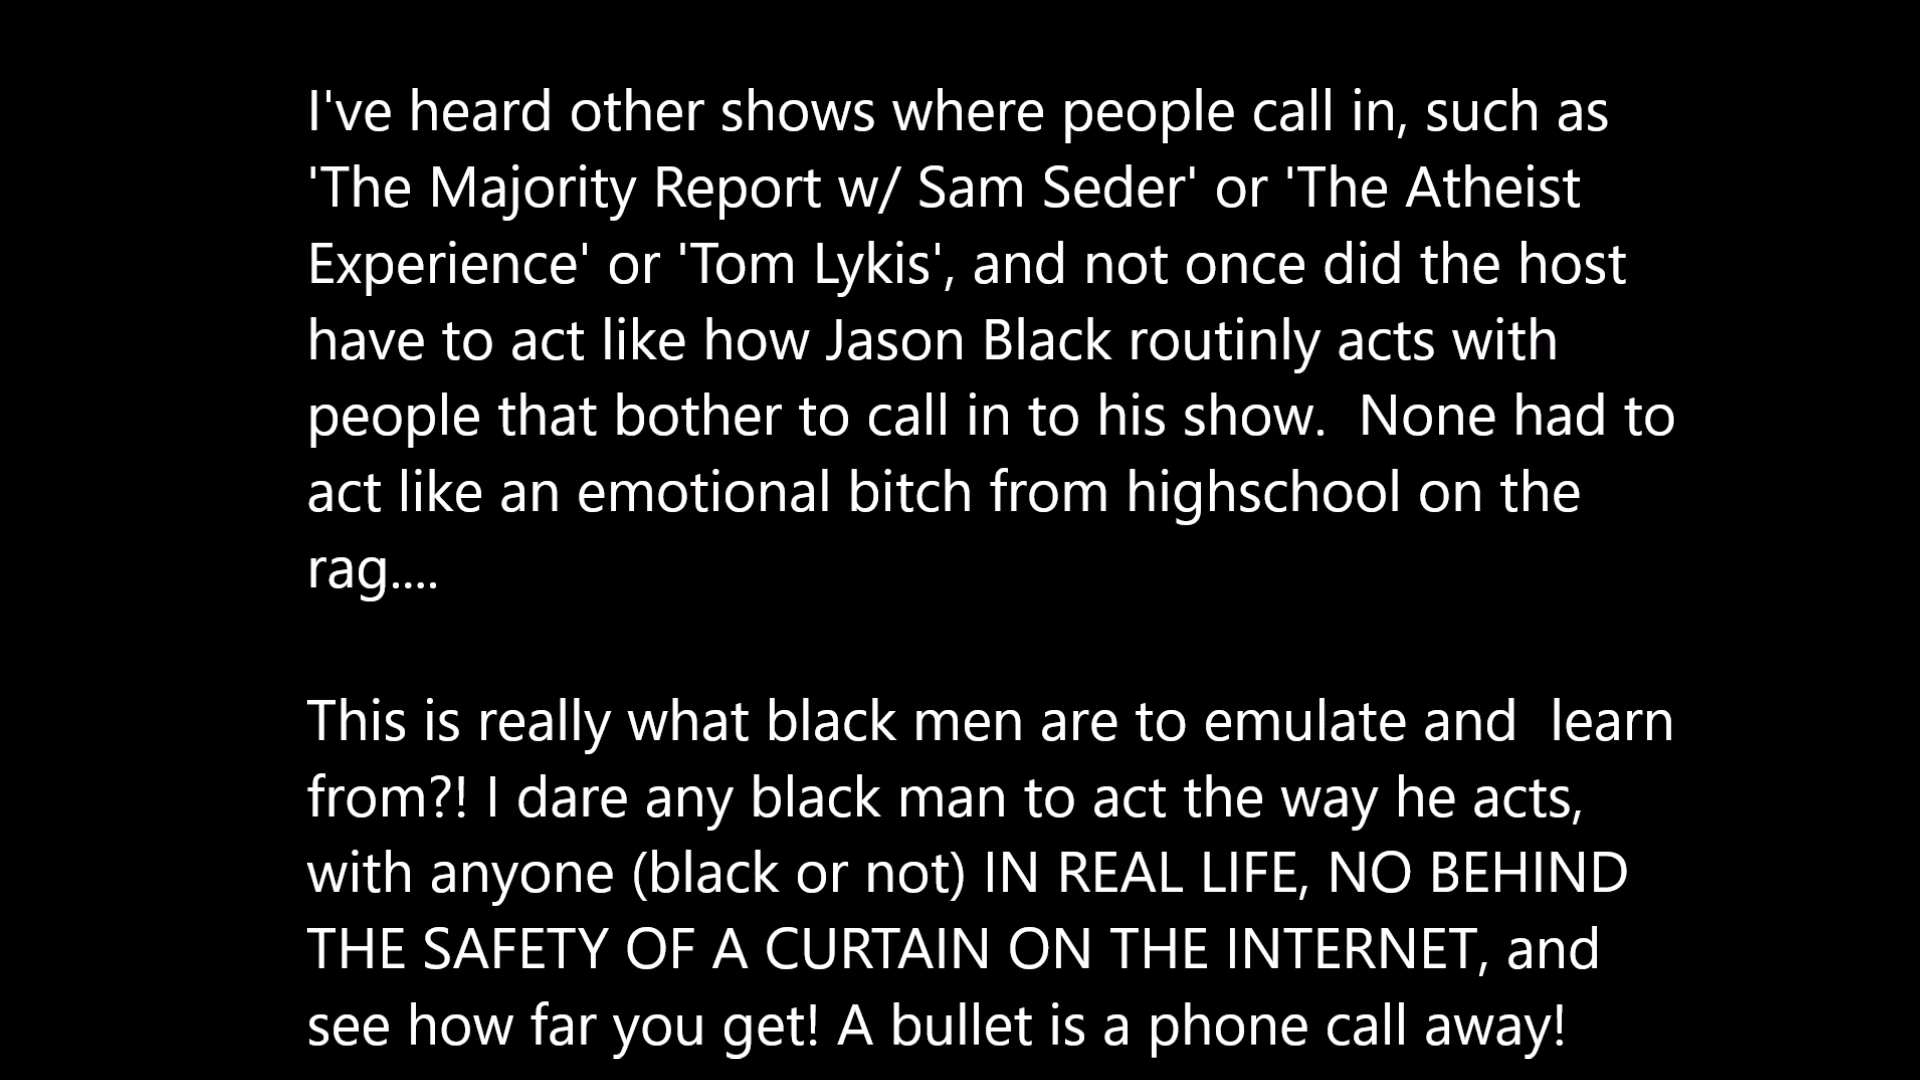 I've heard other shows where people call in, such as
'The Majority Report w/ Sam Seder' or 'The Atheist
Experience' or 'Tom Lykis', and not once did the host
have to act like how Jason Black routinly acts with
people that bother to call in to his show.  None had to
act like an emotional bitch from highschool on the
rag....
This is really what black men are to emulate and  learn
from?! I dare any black man to act the way he acts,
with anyone (black or not) IN REAL LIFE, NO BEHIND
THE SAFETY OF A CURTAIN ON THE INTERNET, and
see how far you get! A bullet is a phone call away!